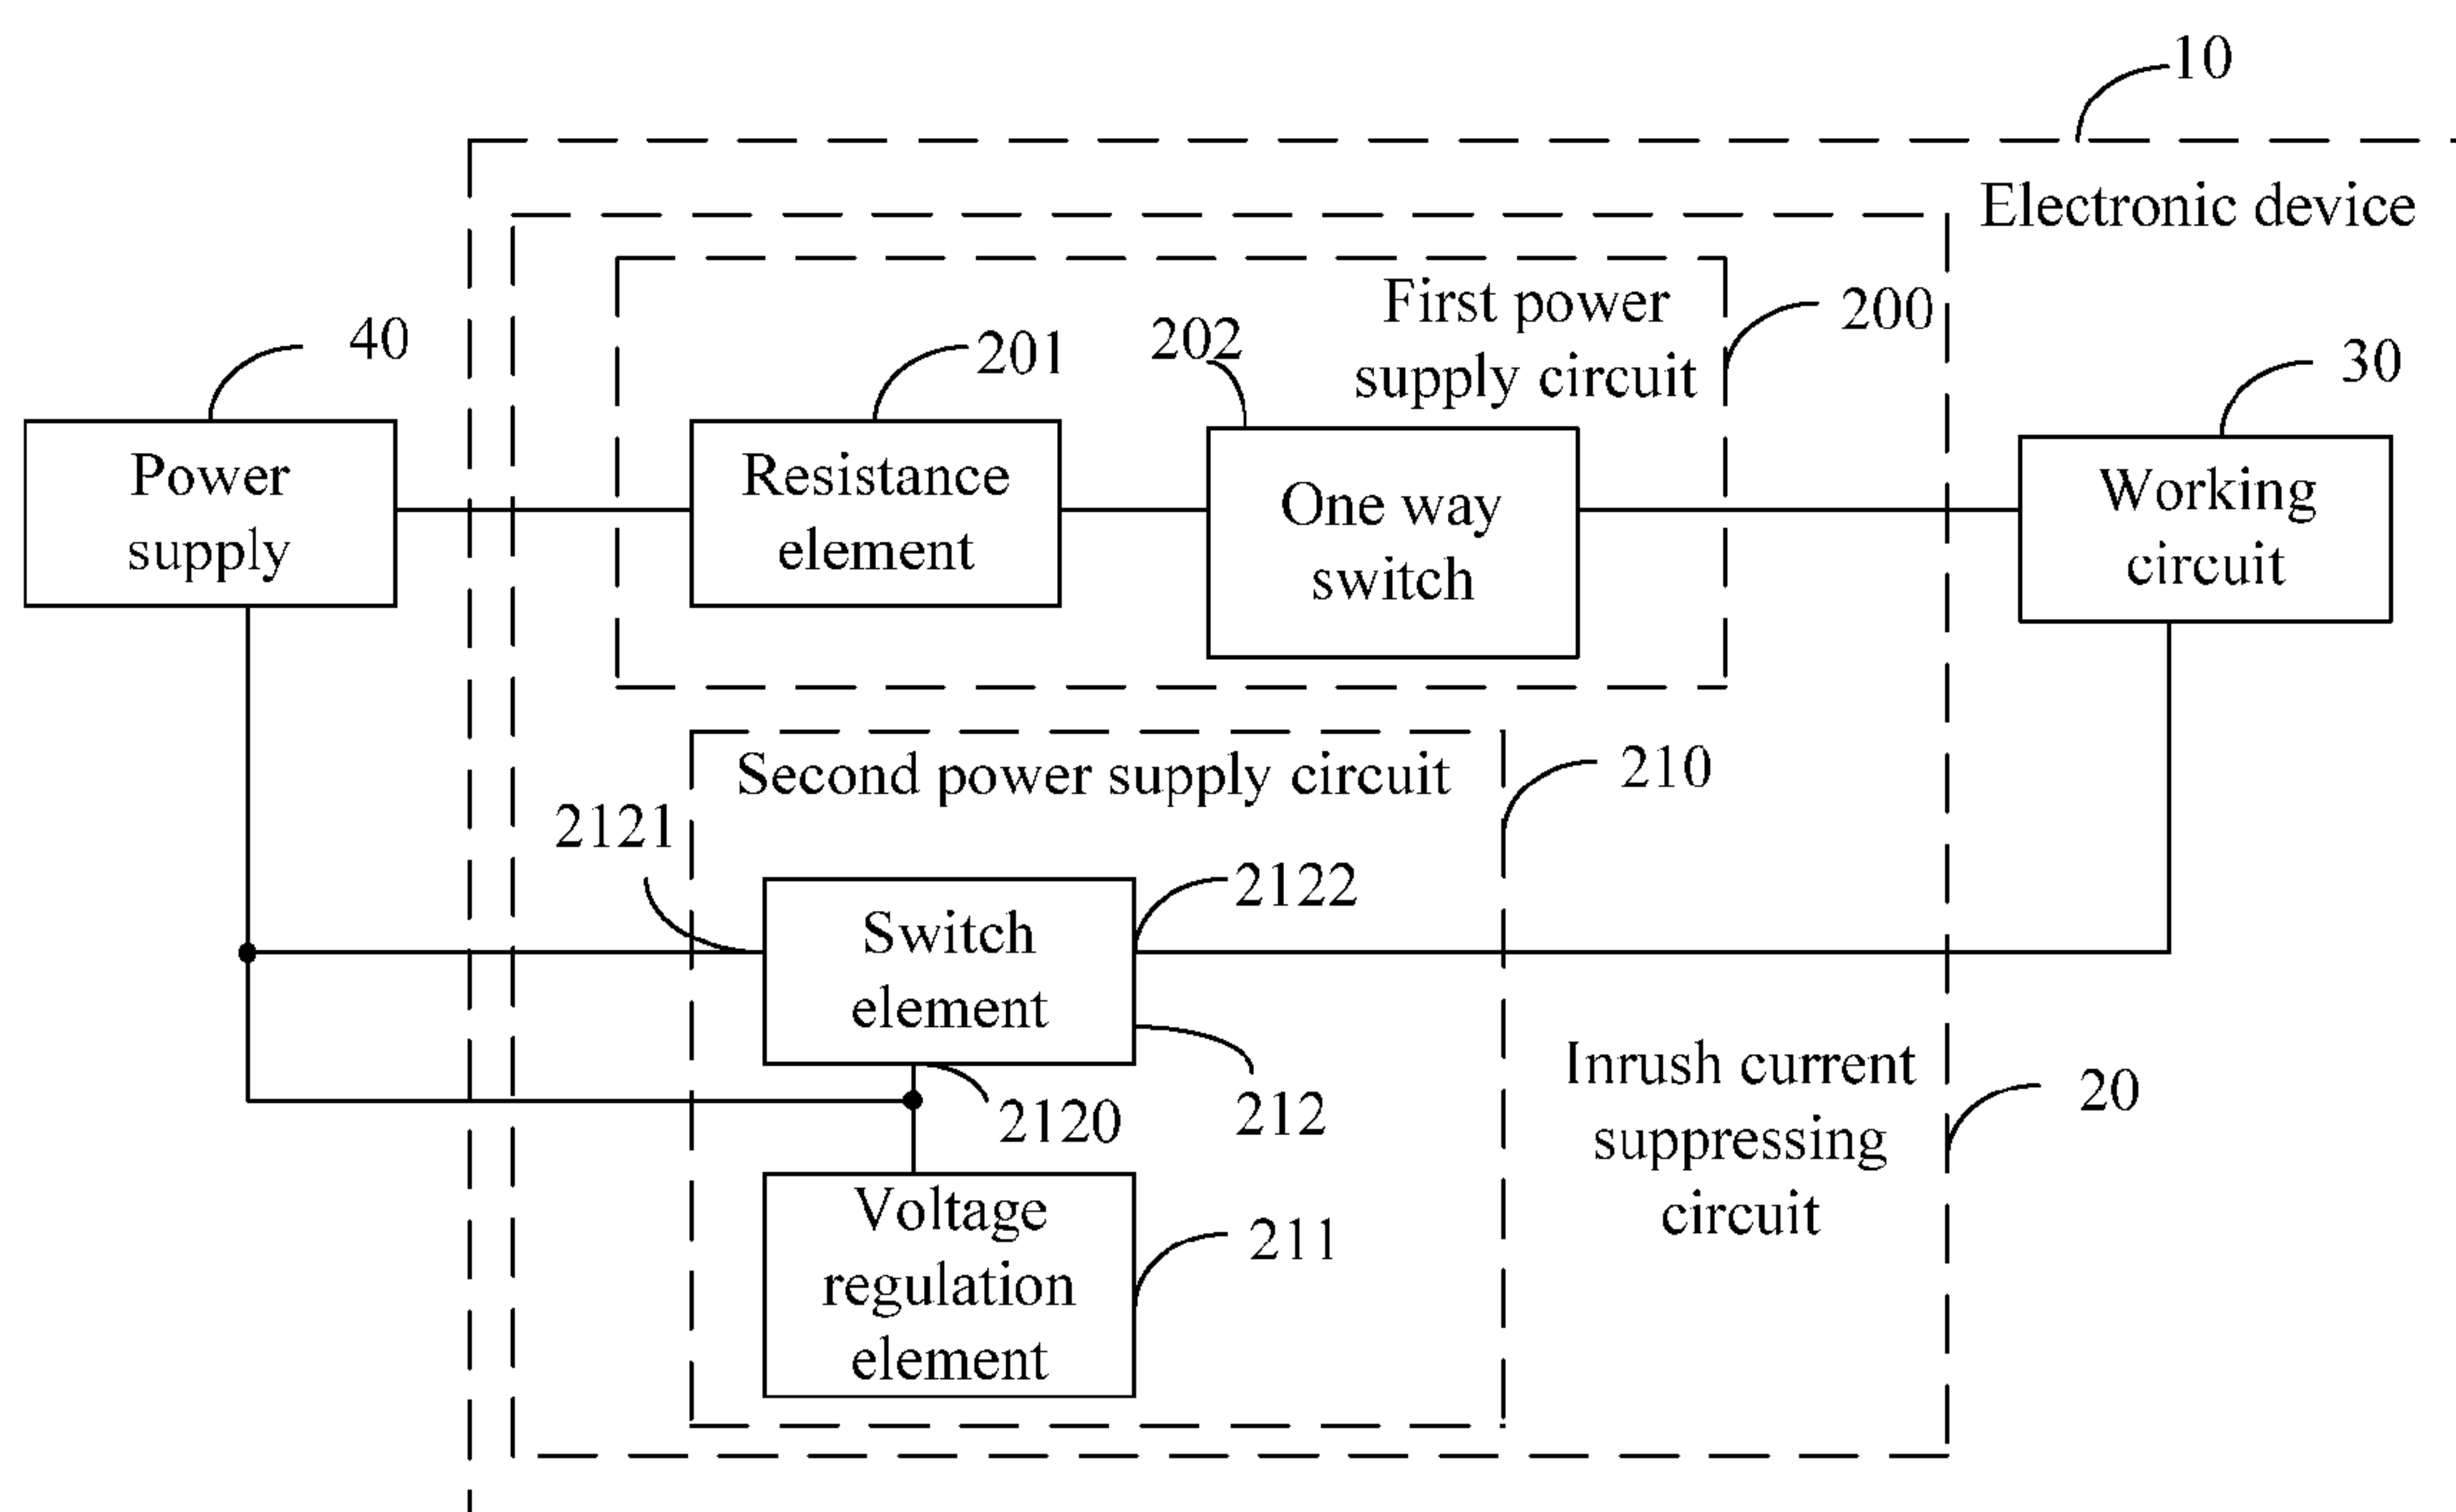 10
Electronic device
First power
supply circuit
200
40
201
202
30
Power
supply
Resistance
element
One way
switch
Working
circuit
Second power supply circuit
210
2121
2122
Switch
element
2120
212
Inrush current
suppressing
circuit
20
Voltage
regulation
element
211